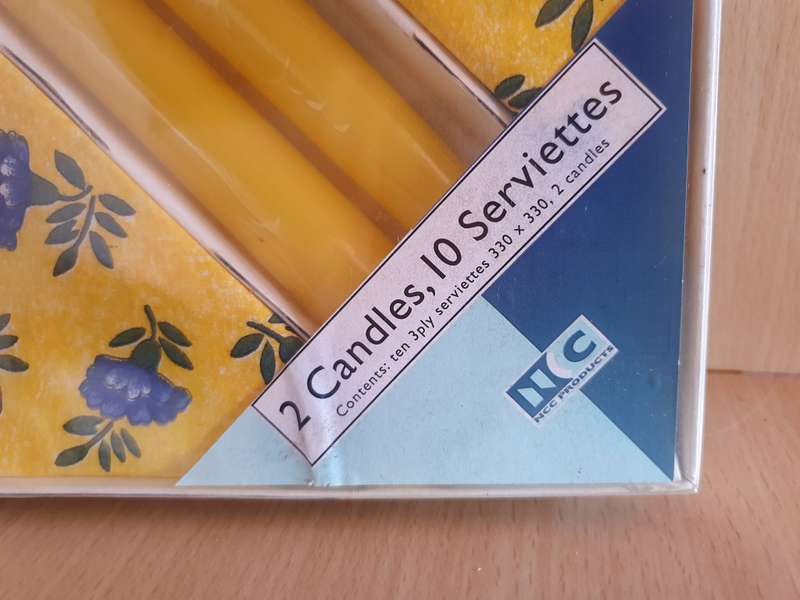 2 Candles, 10 Serviettes
Contents: ten 3ply serviettes 330 x 330, 2 candles
NCC
NCC PRODUCTS